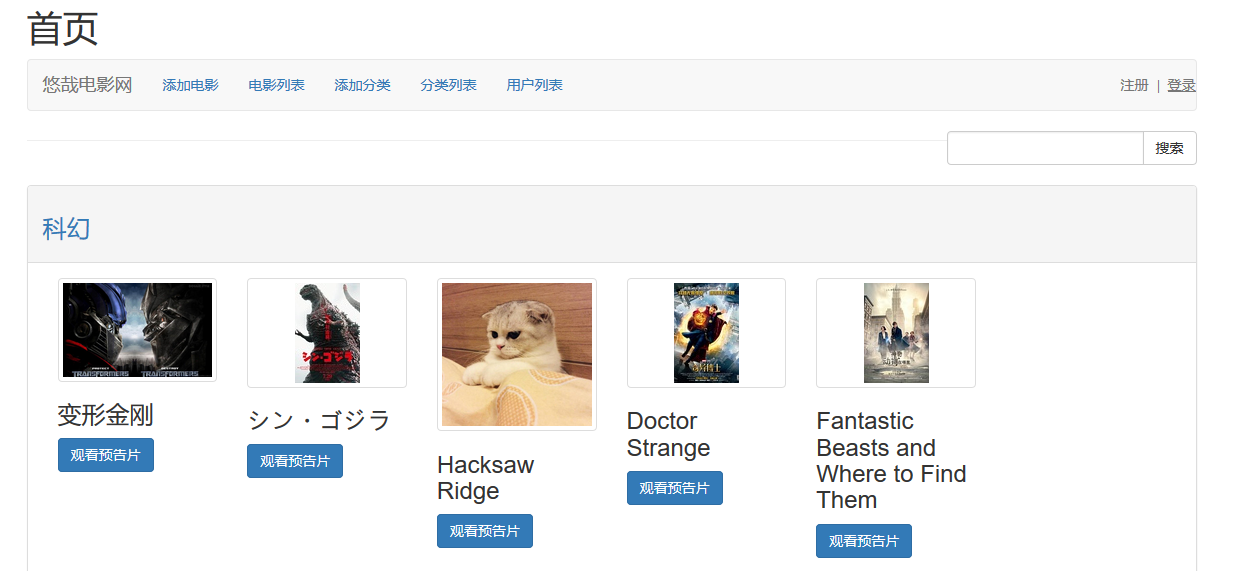 首页
悠哉电影网 添加电影 电影列表 添加分类 分类列表 用户列表 注册 | 登录
搜索
科幻
PROTECT DESTROY
TRANSFORMERS TRANSFORMERS
シン・ゴジラ
变形金刚
シン・ゴジラ
Hacksaw
Ridge
Doctor
Strange
Fantastic
Beasts and
Where to Find
Them
观看预告片
观看预告片
观看预告片
观看预告片
观看预告片